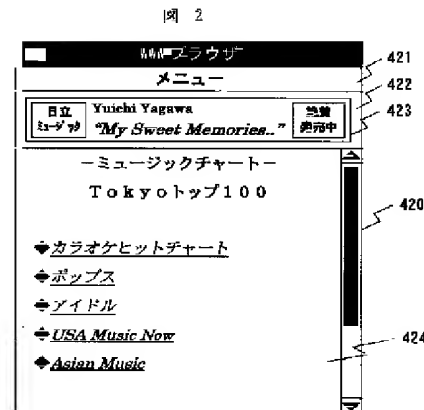 図 2
WWWブラウザ
421
メニュー
422
423
日立
ミュージック
Yuichi Yagawa
"My Sweet Memories.."
絶賛
発売中
－ミュージックチャート－
Tokyoトップ100
420
カラオケヒットチャート
ポップス
アイドル
USA Music Now
424
Asian Music